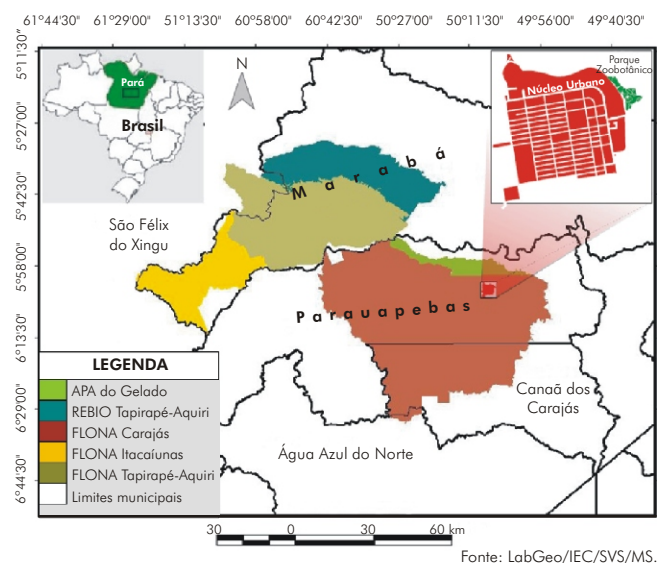 61°44'30" 61°29'00" 51°13'30" 60°58'00" 60°42'30" 50°27'00" 50°11'30" 49°56'00" 49°40'30"
5°11'30"
5°27'00"
5°42'30"
5°58'00"
6°13'30"
6°29'00"
6°44'30"
Pará
Brasil
N
Parque
Zoobotânico
Núcleo Urbano
Marabá
São Félix
do Xingu
Parauapebas
Canaã dos
Carajás
Água Azul do Norte
LEGENDA
APA do Gelado
REBIO Tapirapé-Aquiri
FLONA Carajás
FLONA Itacaíunas
FLONA Tapirapé-Aquiri
Limites municipais
30 0 30 60 km
Fonte: LabGeo/IEC/SVS/MS.